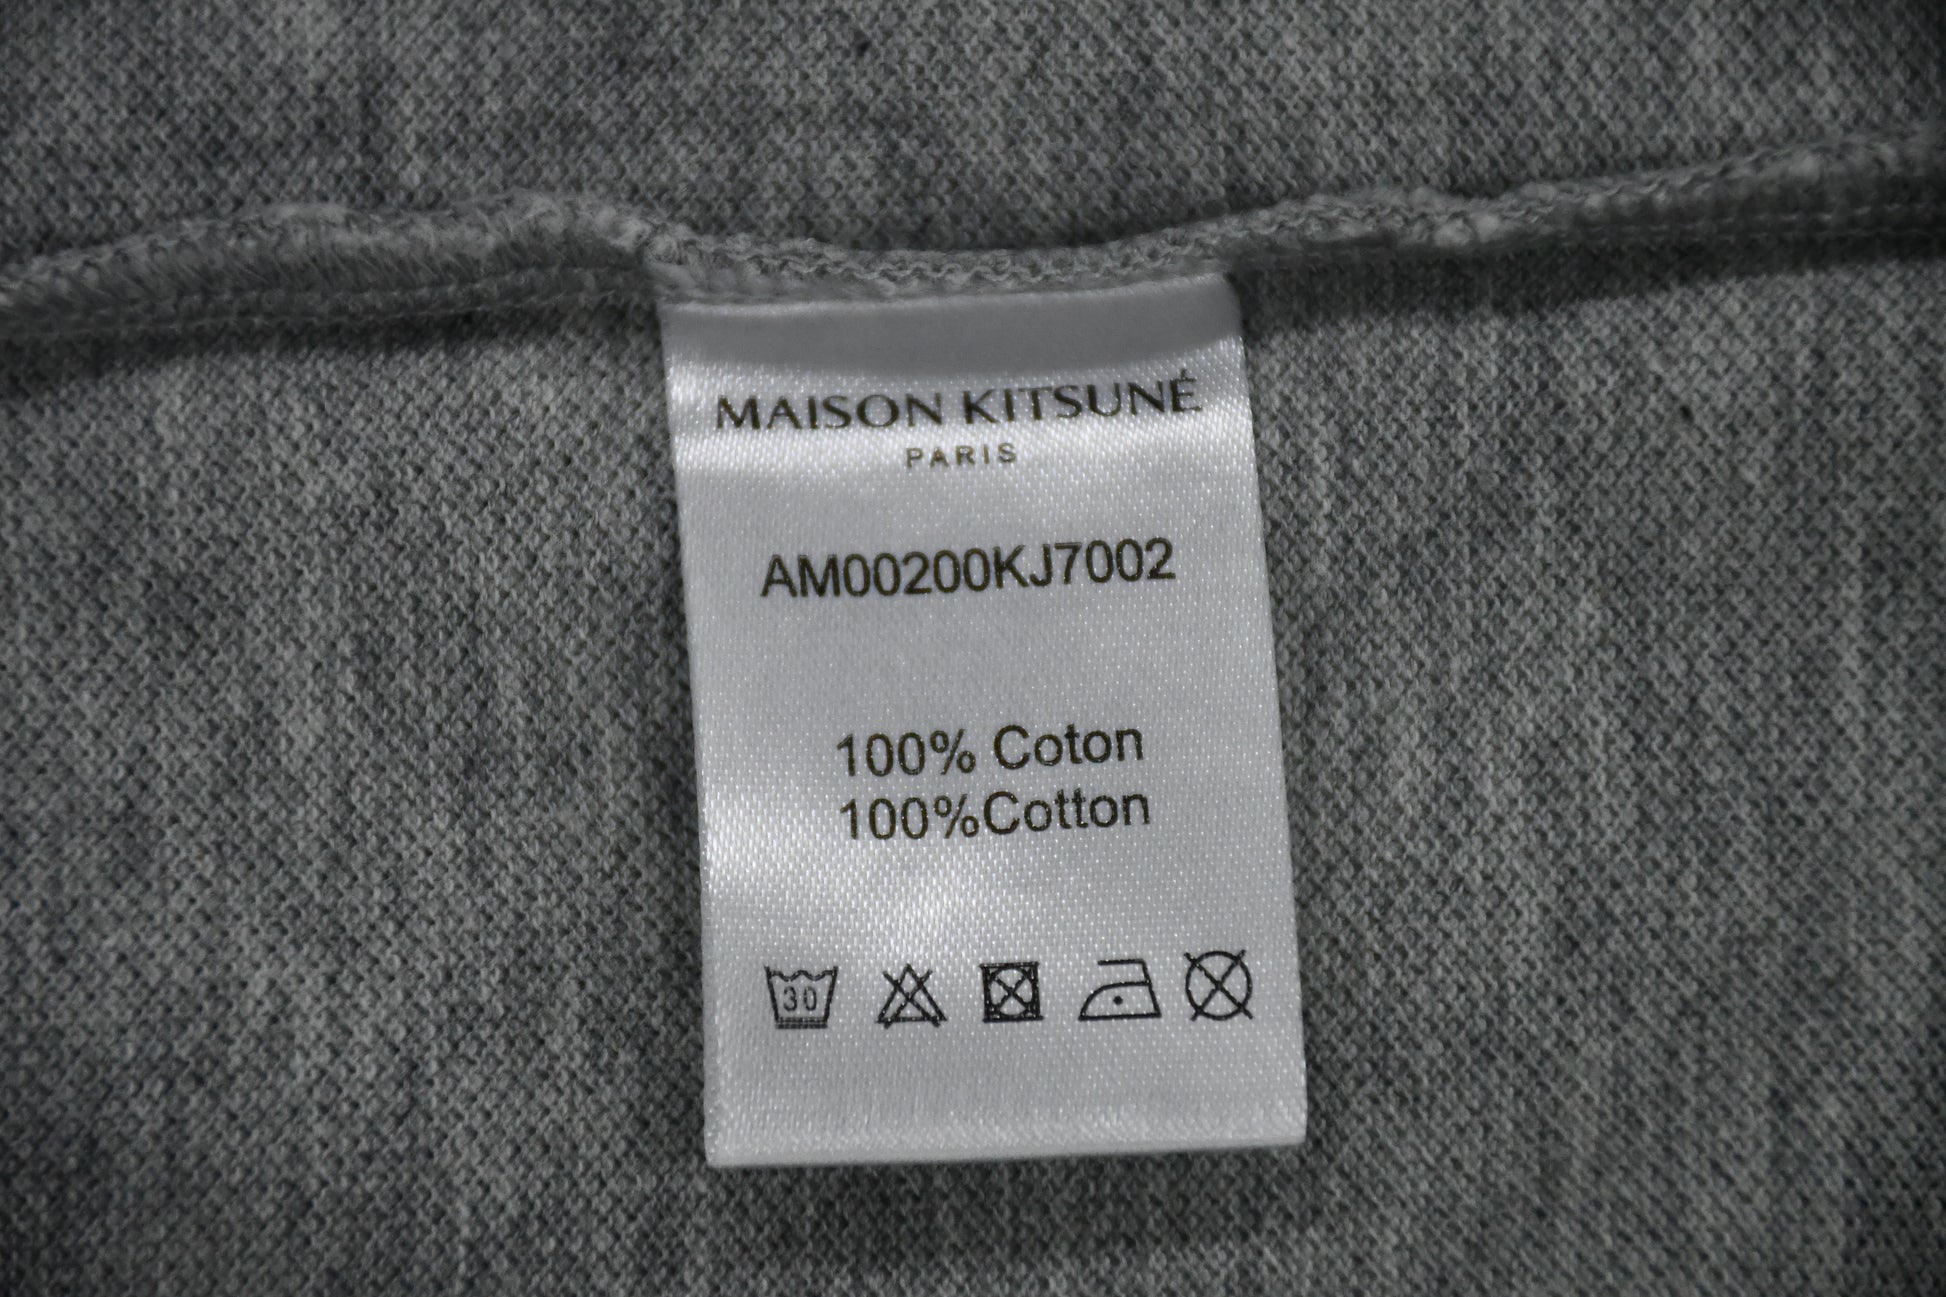 MAISON KITSUNÉ
PARIS
AM00200KJ7002
100% Coton
100%Cotton
30